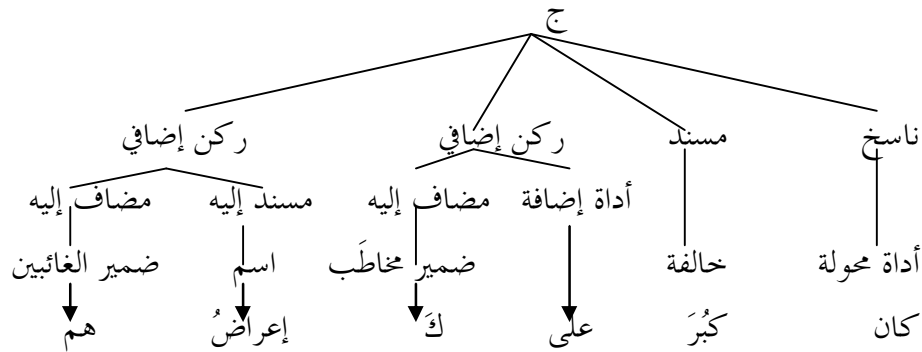 ج
ناسخ مسند ركن إضافي ركن إضافي
أداة إضافة مضاف إليه مسند إليه مضاف إليه
أداة محولة خالفة ضمير مخاطَب اسم ضمير الغائبين
كان كبُرَ على كَ إعراضُ هم